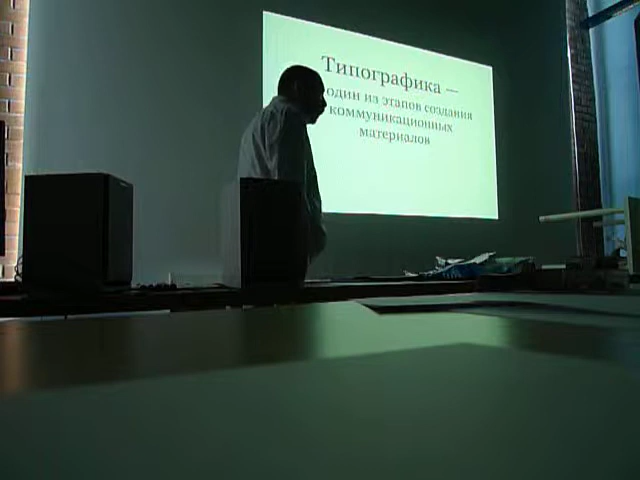 Типографика —
один из этапов создания
коммуникационных
материалов